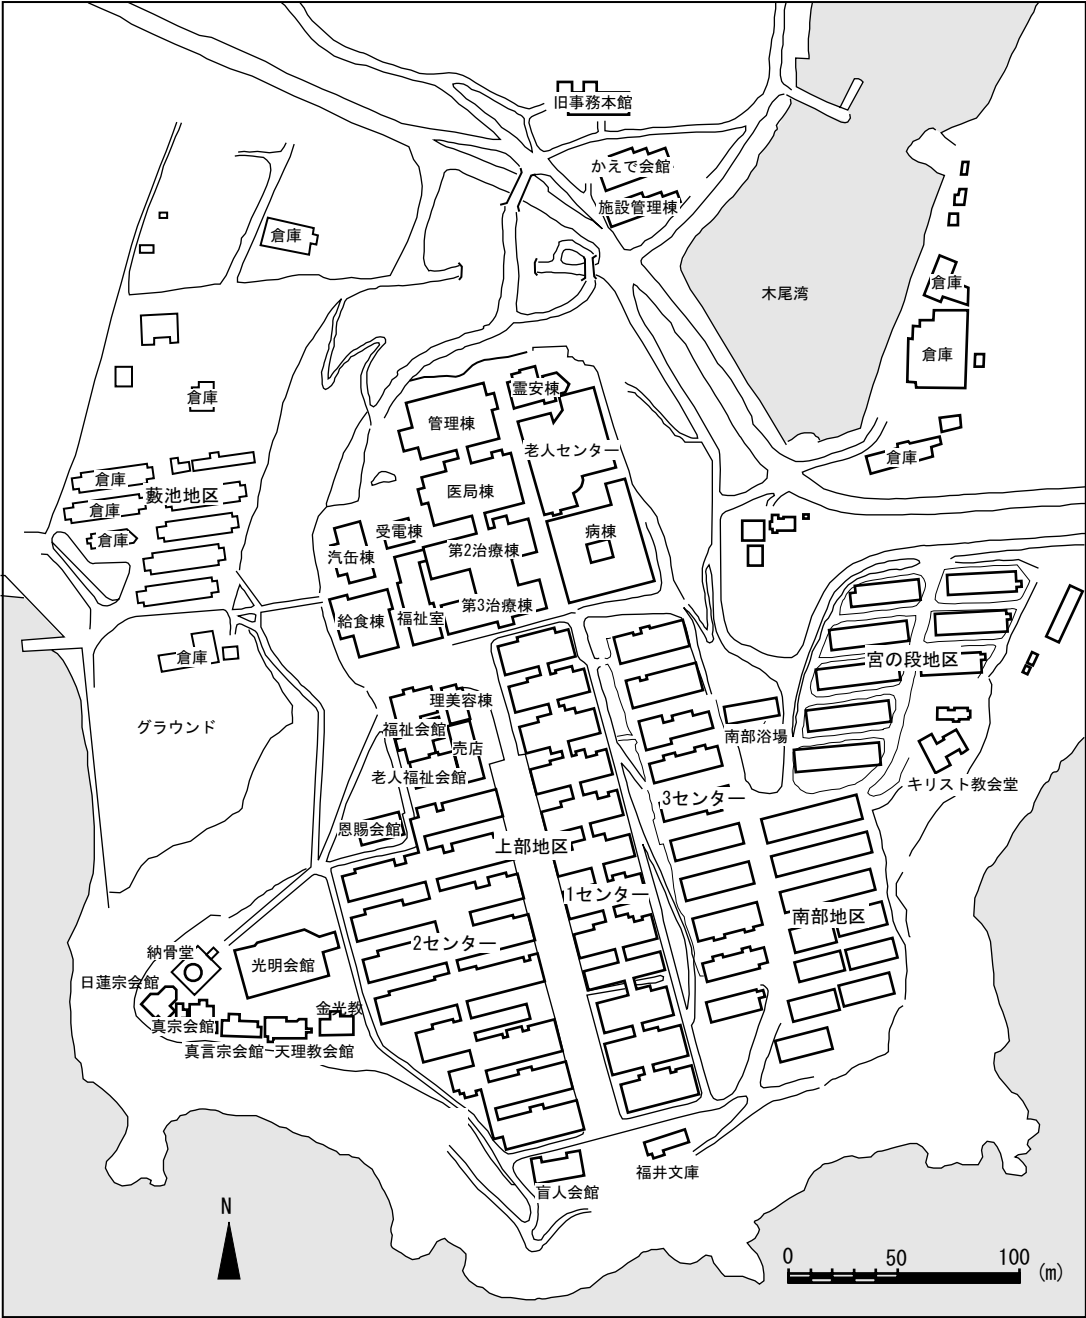 旧事務本館
かえで会館
施設管理棟
倉庫
木尾湾
倉庫
倉庫
倉庫
霊安棟
管理棟
老人センター
倉庫
倉庫
藪池地区
医局棟
倉庫
倉庫
受電棟
病棟
第2治療棟
汽缶棟
第3治療棟
福祉室
給食棟
倉庫
宮の段地区
理美容棟
グラウンド
福祉会館
売店
南部浴場
老人福祉会館
キリスト教会堂
3センター
恩賜会館
上部地区
1センター
南部地区
2センター
納骨堂
光明会館
日蓮宗会館
金光教
真宗会館
真言宗会館
天理教会館
福井文庫
盲人会館
N
0 50 100 (m)